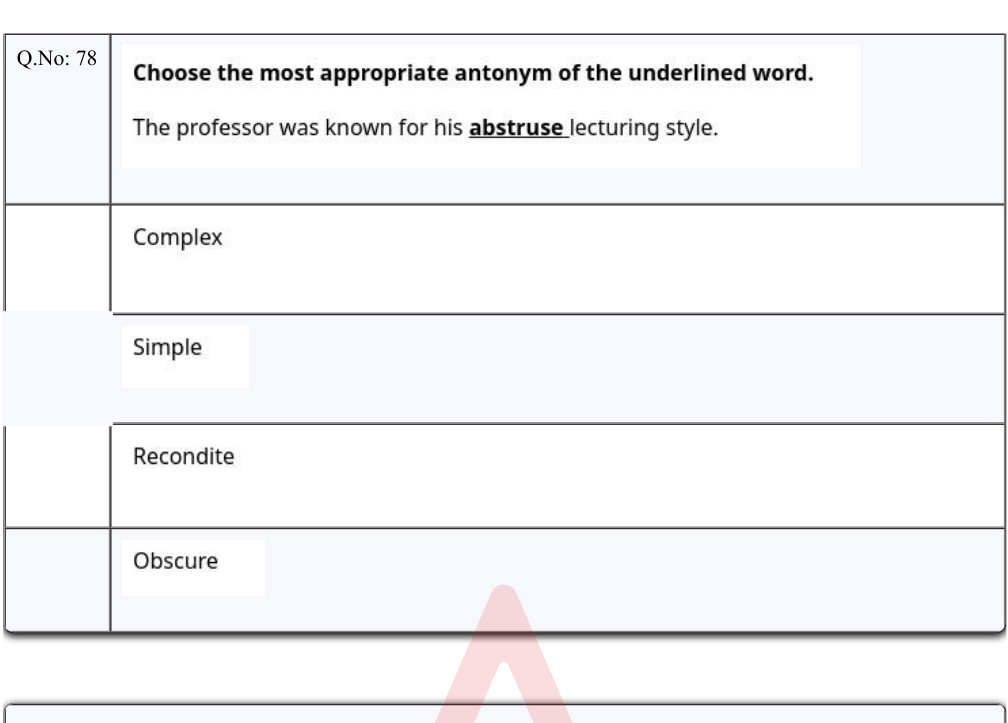 Q.No: 78
Choose the most appropriate antonym of the underlined word.
The professor was known for his abstruse lecturing style.
Complex
Simple
Recondite
Obscure